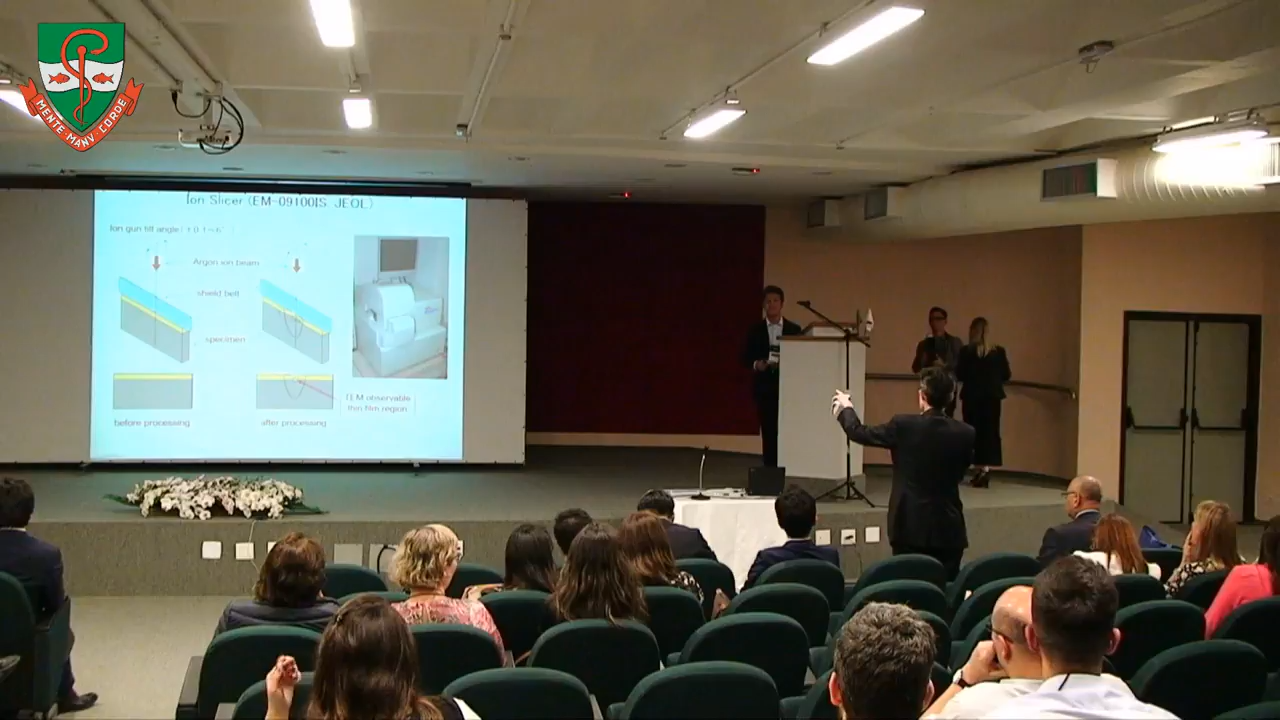 MENTE MANV CORDE
Ion Slicer (EM-09100IS, JEOL)
Ion gun tilt angle
Argon ion beam
shield belt
specimen
TEM observable
thin film region
before processing
after processing